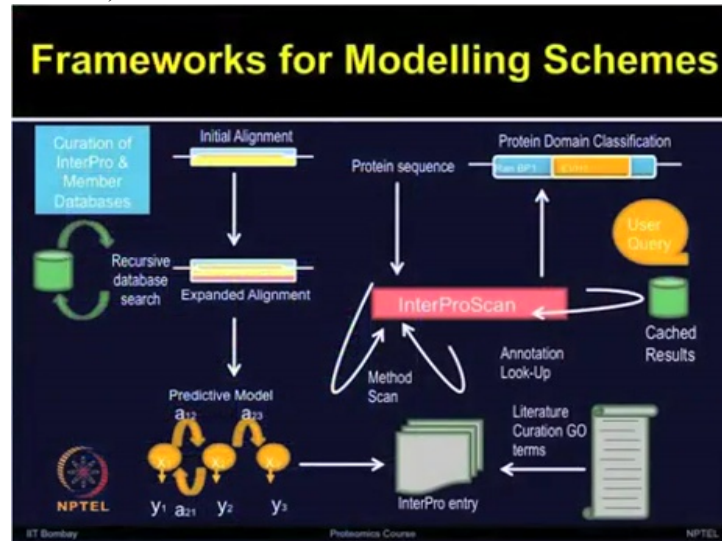 Frameworks for Modelling Schemes
Curation of
InterPro &
Member
Databases
Initial Alignment
Recursive
database
search
Expanded Alignment
Predictive Model
a12
a23
X
X
X
y1
a21
y2
y3
NPTEL
Protein sequence
Protein Domain Classification
Ran BP1
User
Query
InterProScan
Cached
Results
Method
Scan
Annotation
Look-Up
Literature
Curation GO
terms
InterPro entry
IIT Bombay
Proteomics Course
NPTEL